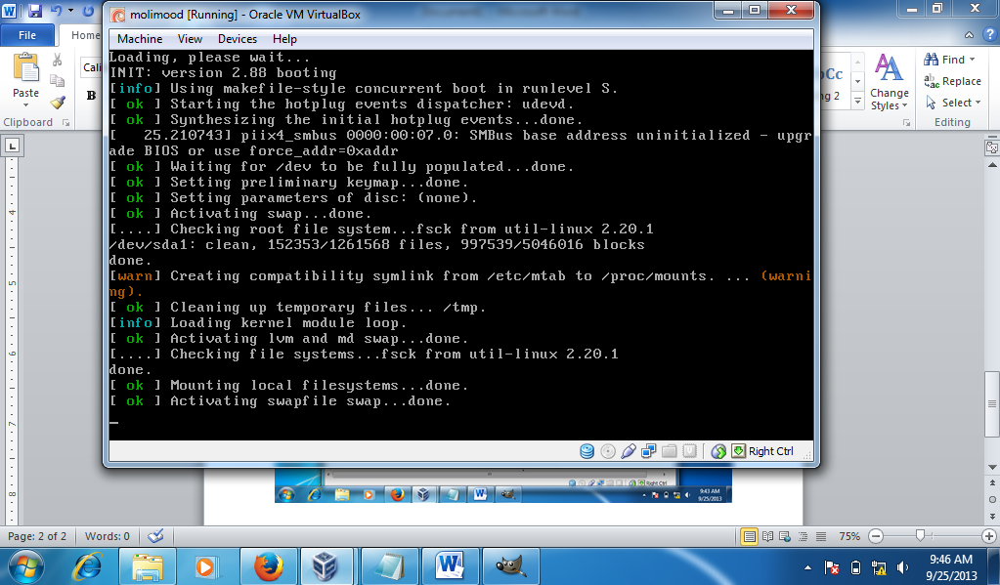 molimood [Running] - Oracle VM VirtualBox
File
Home
Machine View Devices Help
Loading, please wait...
INIT: version 2.88 booting
[info] Using makefile-style concurrent boot in runlevel S.
[ ok ] Starting the hotplug events dispatcher: udevd.
[ ok ] Synthesizing the initial hotplug events...done.
[   25.210743] piix4_smbus 0000:00:07.0: SMBus base address uninitialized - upgr
ade BIOS or use force_addr=0xaddr
[ ok ] Waiting for /dev to be fully populated...done.
[ ok ] Setting preliminary keymap...done.
[ ok ] Setting parameters of disc: (none).
[ ok ] Activating swap...done.
[....] Checking root file system...fsck from util-linux 2.20.1
/dev/sda1: clean, 152353/1261568 files, 997539/5046016 blocks
done.
[warn] Creating compatibility symlink from /etc/mtab to /proc/mounts. ... (warni
ng).
[ ok ] Cleaning up temporary files... /tmp.
[info] Loading kernel module loop.
[ ok ] Activating lvm and md swap...done.
[....] Checking file systems...fsck from util-linux 2.20.1
done.
[ ok ] Mounting local filesystems...done.
[ ok ] Activating swapfile swap...done.
Right Ctrl
Paste
Cali
B
Clipboard
Change
Styles
Find
Replace
Select
Editing
9:43 AM
9/25/2013
Page: 2 of 2 Words: 0 75%
9:46 AM
9/25/2013